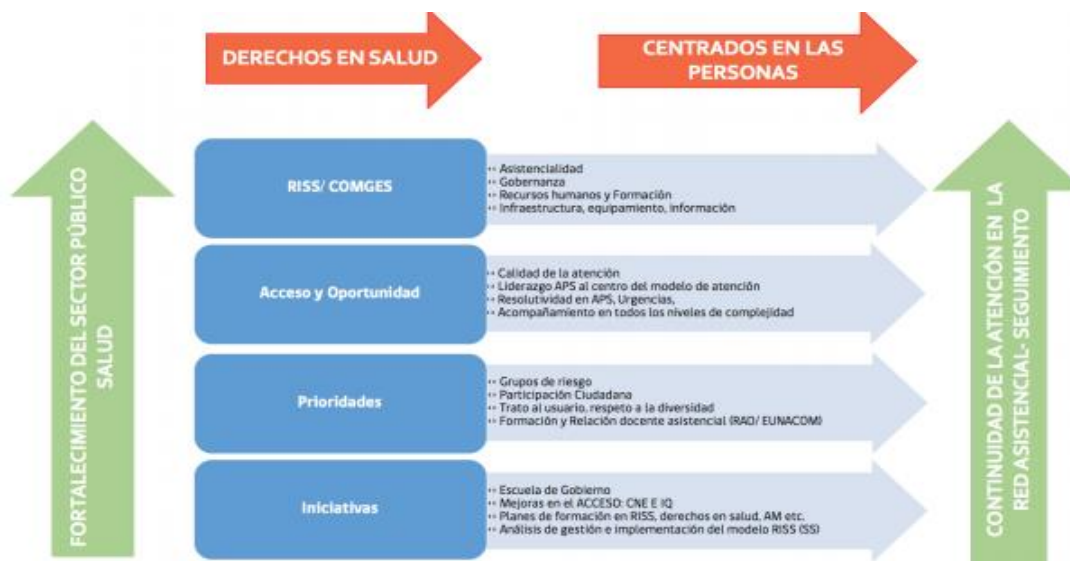 DERECHOS EN SALUD
CENTRADOS EN LAS
PERSONAS
FORTALECIMIENTO DEL SECTOR PÚBLICO
SALUD
RISS/ COMGES
Asistencialidad
Gobernanza
Recursos humanos y Formación
Infraestructura, equipamiento, información
Acceso y Oportunidad
Calidad de la atención
Liderazgo APS al centro del modelo de atención
Resolutividad en APS, Urgencias,
Acompañamiento en todos los niveles de complejidad
Prioridades
Grupos de riesgo
Participación Ciudadana
Trato al usuario, respeto a la diversidad
Formación y Relación docente asistencial (RAD/ EUNACOM)
Iniciativas
Escuela de Gobierno
Mejoras en el ACCESO: CNE E IQ
Planes de formación en RISS, derechos en salud, AM etc.
Análisis de gestión e implementación del modelo RISS (SS)
CONTINUIDAD DE LA ATENCIÓN EN LA
RED ASISTENCIAL- SEGUIMIENTO